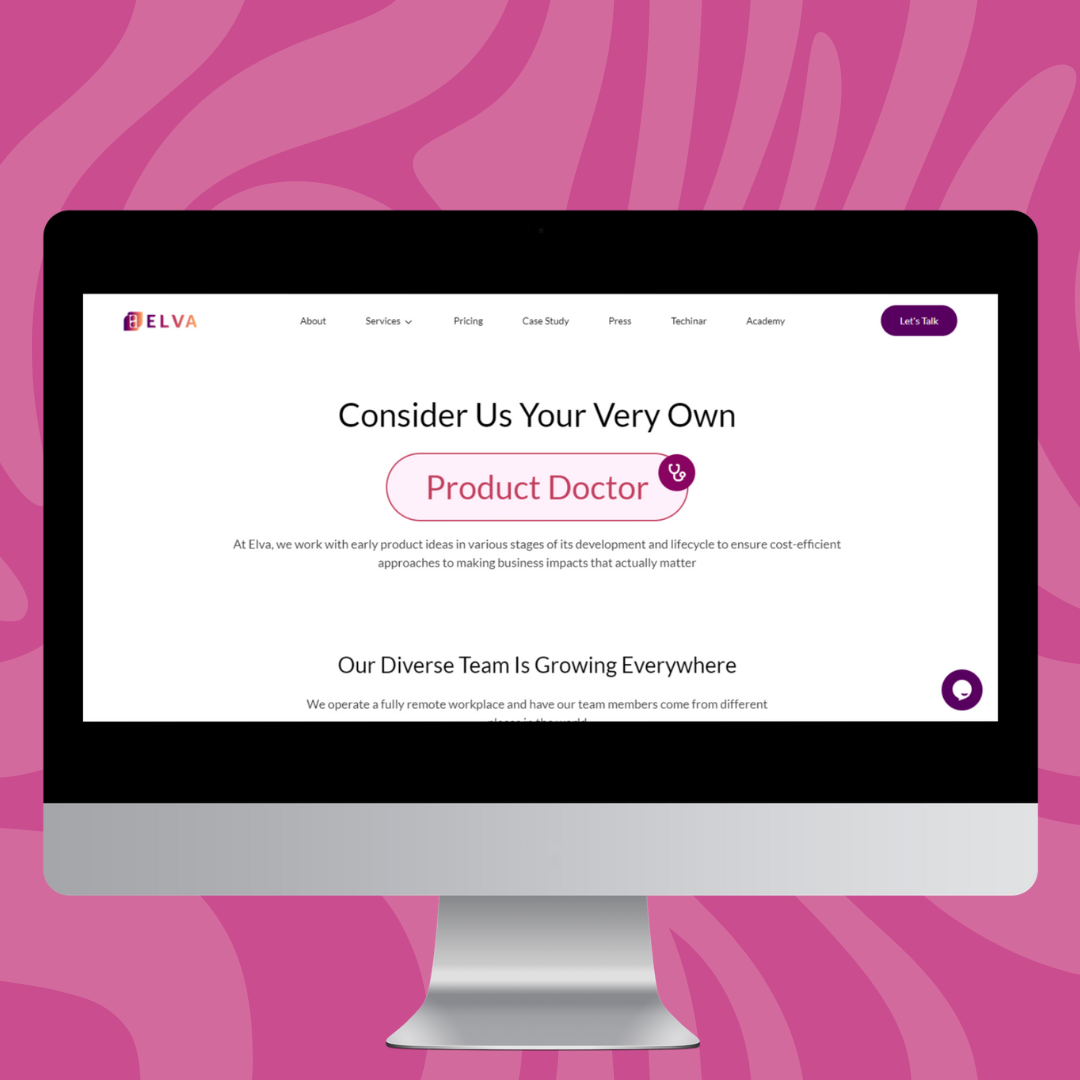 ELVA
About Services Pricing Case Study Press Techinar Academy Let's Talk
Consider Us Your Very Own
Product Doctor
At Elva, we work with early product ideas in various stages of its development and lifecycle to ensure cost-efficient
approaches to making business impacts that actually matter
Our Diverse Team Is Growing Everywhere
We operate a fully remote workplace and have our team members come from different